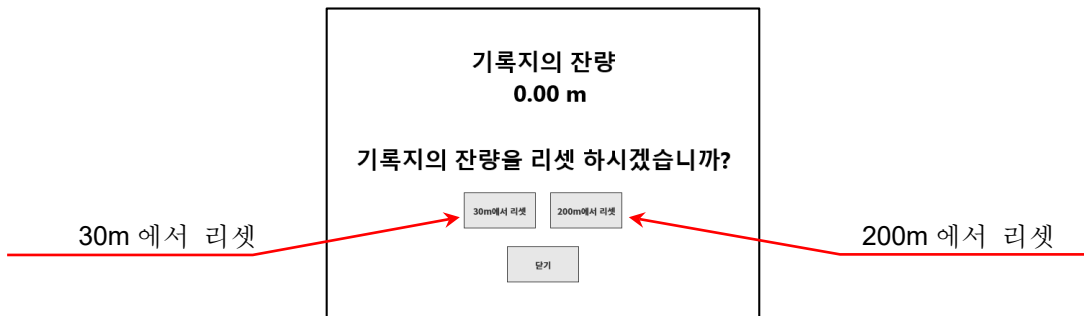 기록지의 잔량
0.00 m
기록지의 잔량을 리셋 하시겠습니까?
30m에서 리셋
200m에서 리셋
30m 에서 리셋
200m 에서 리셋
닫기